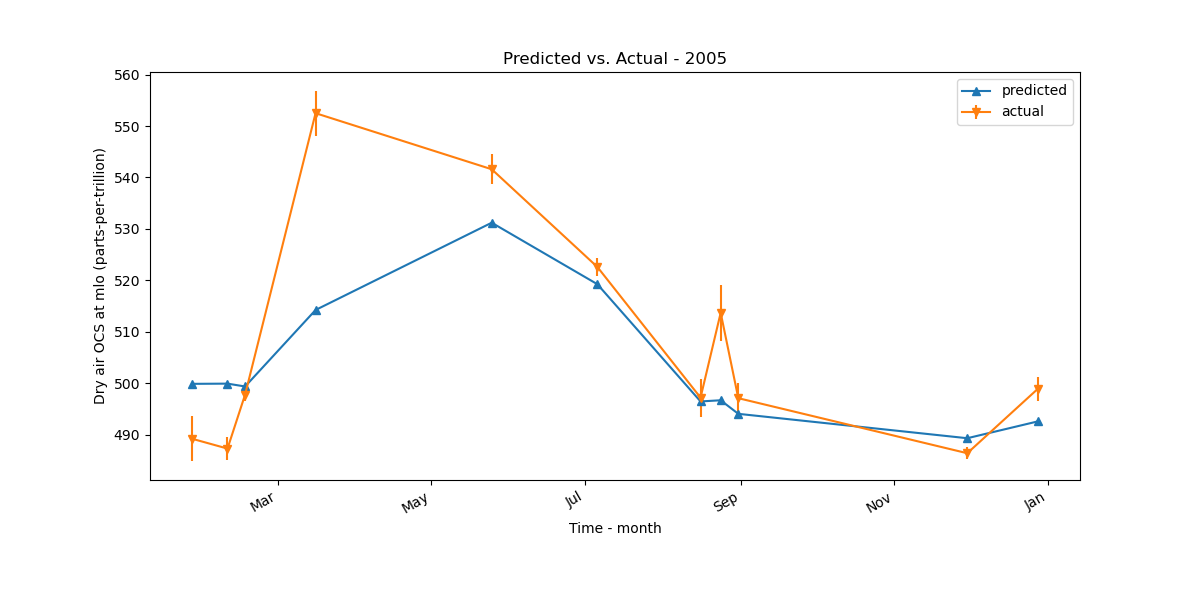 Predicted vs. Actual - 2005
560
550
540
530
520
510
500
490
Dry air OCS at mlo (parts-per-trillion)
predicted
actual
Mar
May
Jul
Sep
Nov
Jan
Time - month